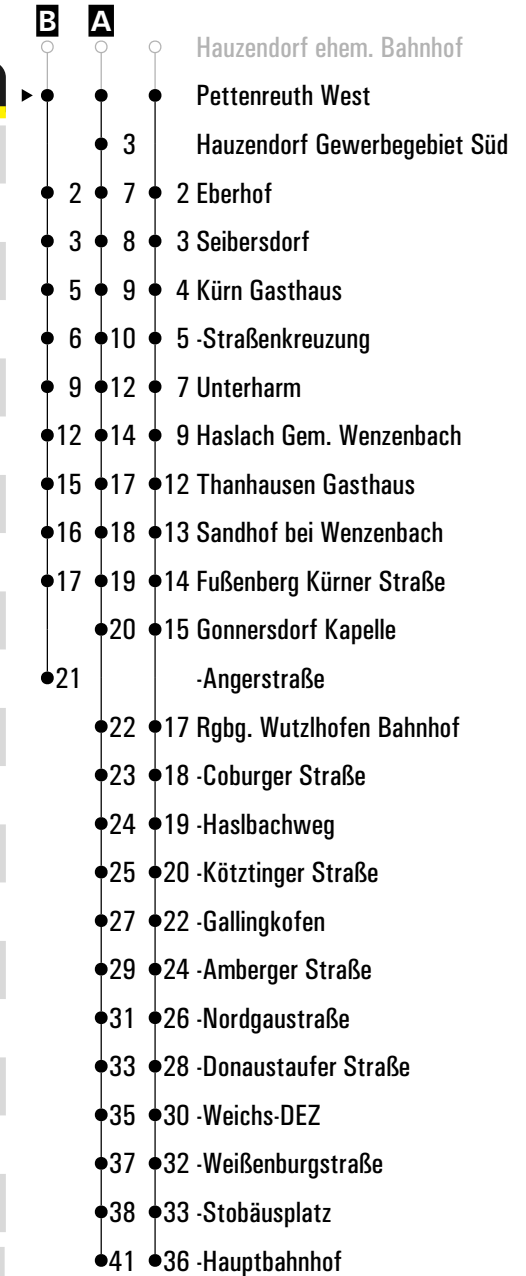 B A
Hauzendorf ehem. Bahnhof
Pettenreuth West
3 Hauzendorf Gewerbegebiet Süd
2 7 2 Eberhof
3 8 3 Seibersdorf
5 9 4 Kürn Gasthaus
6 10 5 -Straßenkreuzung
9 12 7 Unterharm
12 14 9 Haslach Gem. Wenzenbach
15 17 12 Thanhausen Gasthaus
16 18 13 Sandhof bei Wenzenbach
17 19 14 Fußenberg Kürner Straße
20 15 Gonnersdorf Kapelle
21 -Angerstraße
22 17 Rgbg. Wutzlhofen Bahnhof
23 18 -Coburger Straße
24 19 -Haslbachweg
25 20 -Kötztinger Straße
27 22 -Gallingkofen
29 24 -Amberger Straße
31 26 -Nordgaustraße
33 28 -Donaustaufer Straße
35 30 -Weichs-DEZ
37 32 -Weißenburgstraße
38 33 -Stobäusplatz
41 36 -Hauptbahnhof